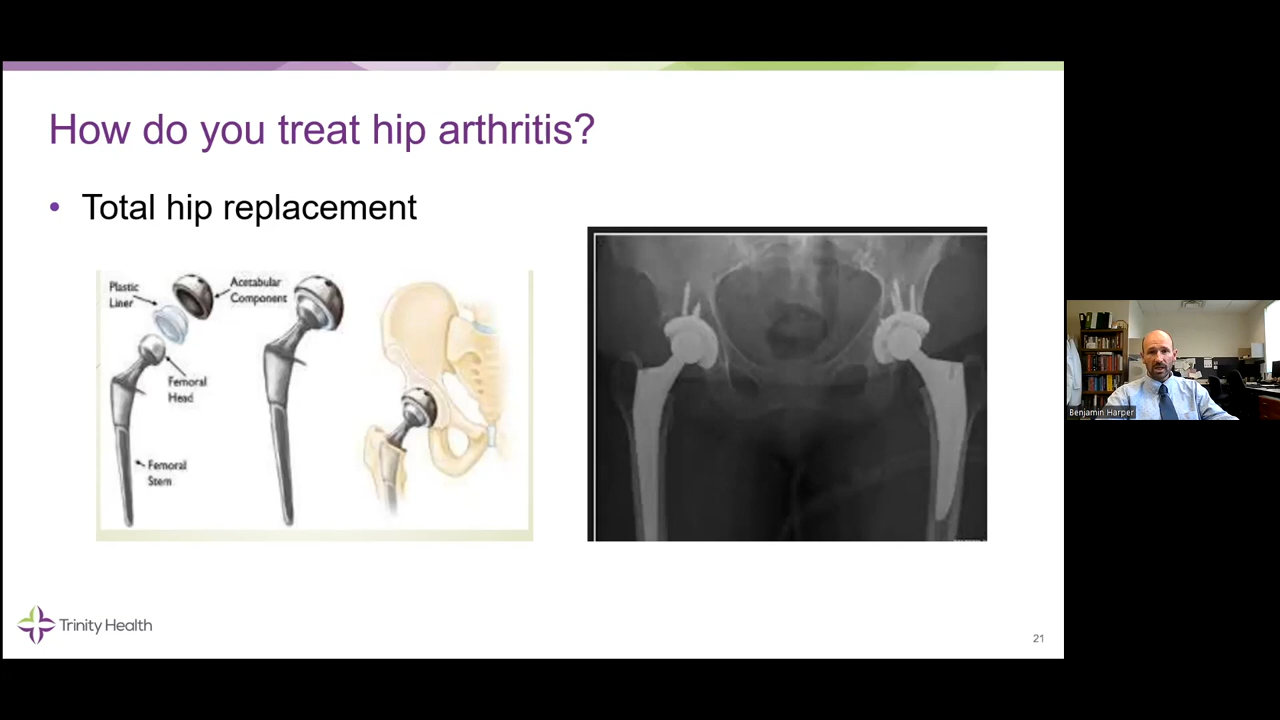 How do you treat hip arthritis?
• Total hip replacement
Plastic
Liner
Acetabular
Component
Femoral
Head
Femoral
Stem
Benjamin Harper
Trinity Health
21